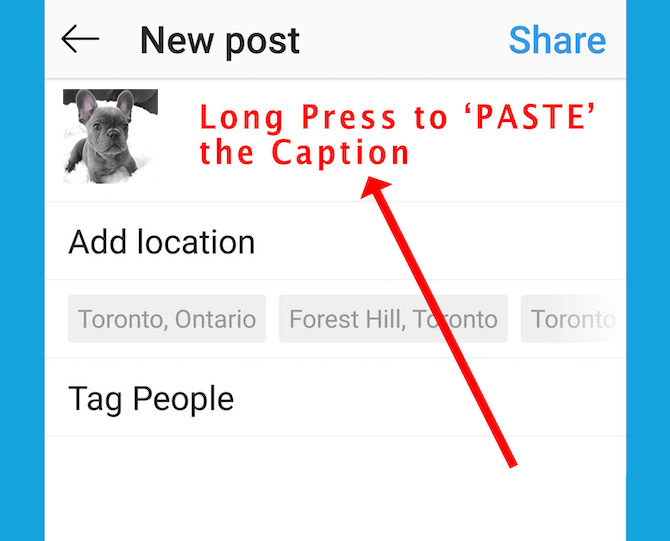 New post Share
Long Press to ‘PASTE’
the Caption
Add location
Toronto, Ontario Forest Hill, Toronto Toronto
Tag People